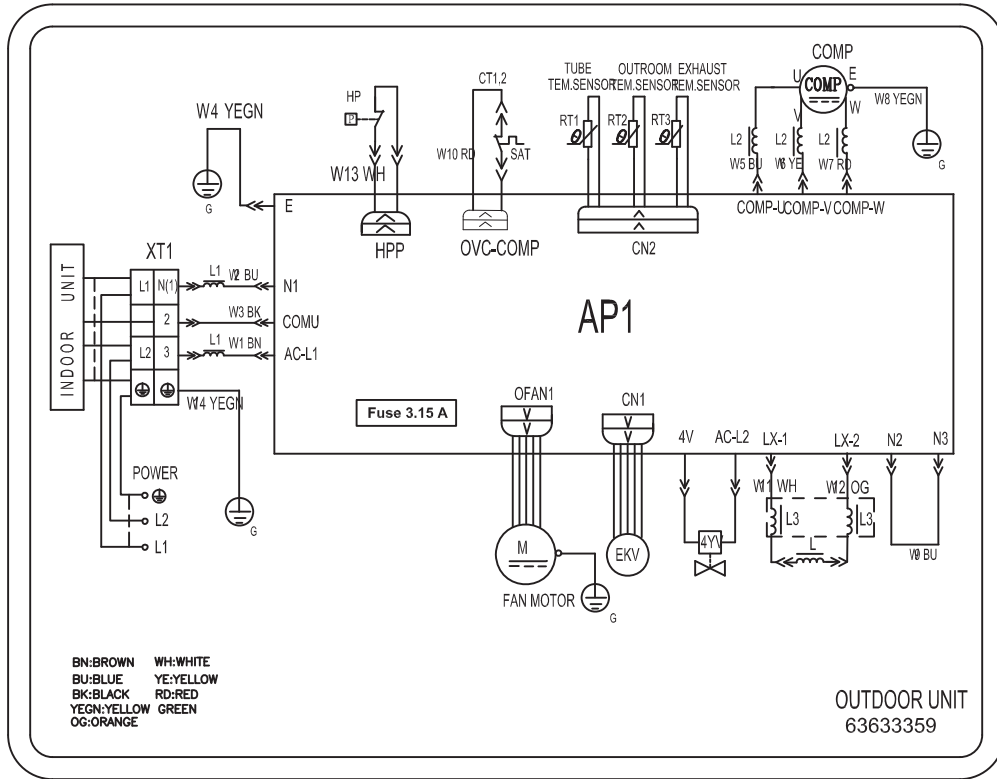 COMP
TUBE
TEM.SENSOR
OUTROOM
TEM.SENSOR
EXHAUST
TEM.SENSOR
HP
P
CT1,2
RT1
RT2
RT3
U
E
COMP
V
W
W8 YEGN
G
W4 YEGN
G
W13 WH
W10 RD
SAT
L2
L2
L2
W5 BU
W6 YE
W7 RD
E
HPP
OVC-COMP
CN2
COMP-U
COMP-V
COMP-W
INDOOR UNIT
XT1
L1
N(1)
2
L2
3
L1
W2 BU
N1
W3 BK
COMU
L1
W1 BN
AC-L1
AP1
W14 YEGN
G
Fuse 3.15 A
OFAN1
CN1
4V
AC-L2
LX-1
LX-2
N2
N3
POWER
L2
L1
W11 WH
W12 OG
L3
L3
L
W9 BU
M
EKV
4YV
FAN MOTOR
G
BN:BROWN WH:WHITE
BU:BLUE YE:YELLOW
BK:BLACK RD:RED
YEGN:YELLOW GREEN
OG:ORANGE
OUTDOOR UNIT
63633359